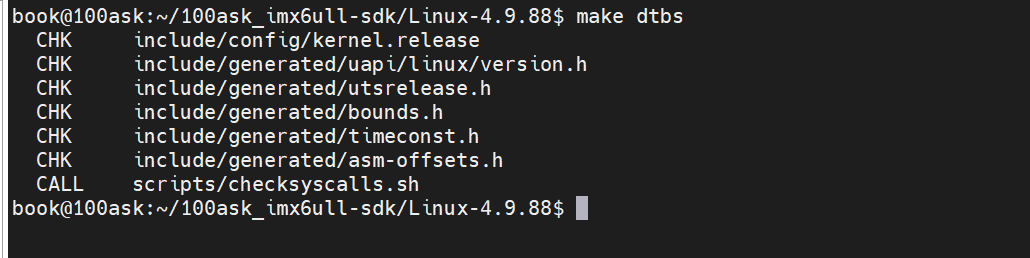 book@100ask:~/100ask_imx6ull-sdk/Linux-4.9.88$ make dtbs
  CHK     include/config/kernel.release
  CHK     include/generated/uapi/linux/version.h
  CHK     include/generated/utsrelease.h
  CHK     include/generated/bounds.h
  CHK     include/generated/timeconst.h
  CHK     include/generated/asm-offsets.h
  CALL    scripts/checksyscalls.sh
book@100ask:~/100ask_imx6ull-sdk/Linux-4.9.88$